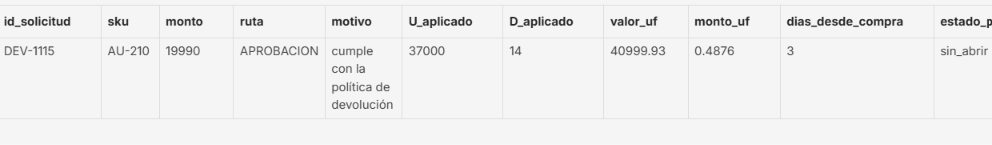 id_solicitud sku monto ruta motivo U_aplicado D_aplicado valor_uf monto_uf dias_desde_compra estado_p
DEV-1115 AU-210 19990 APROBACION cumple 37000 14 40999.93 0.4876 3 sin_abrir
con la
política de
devolución